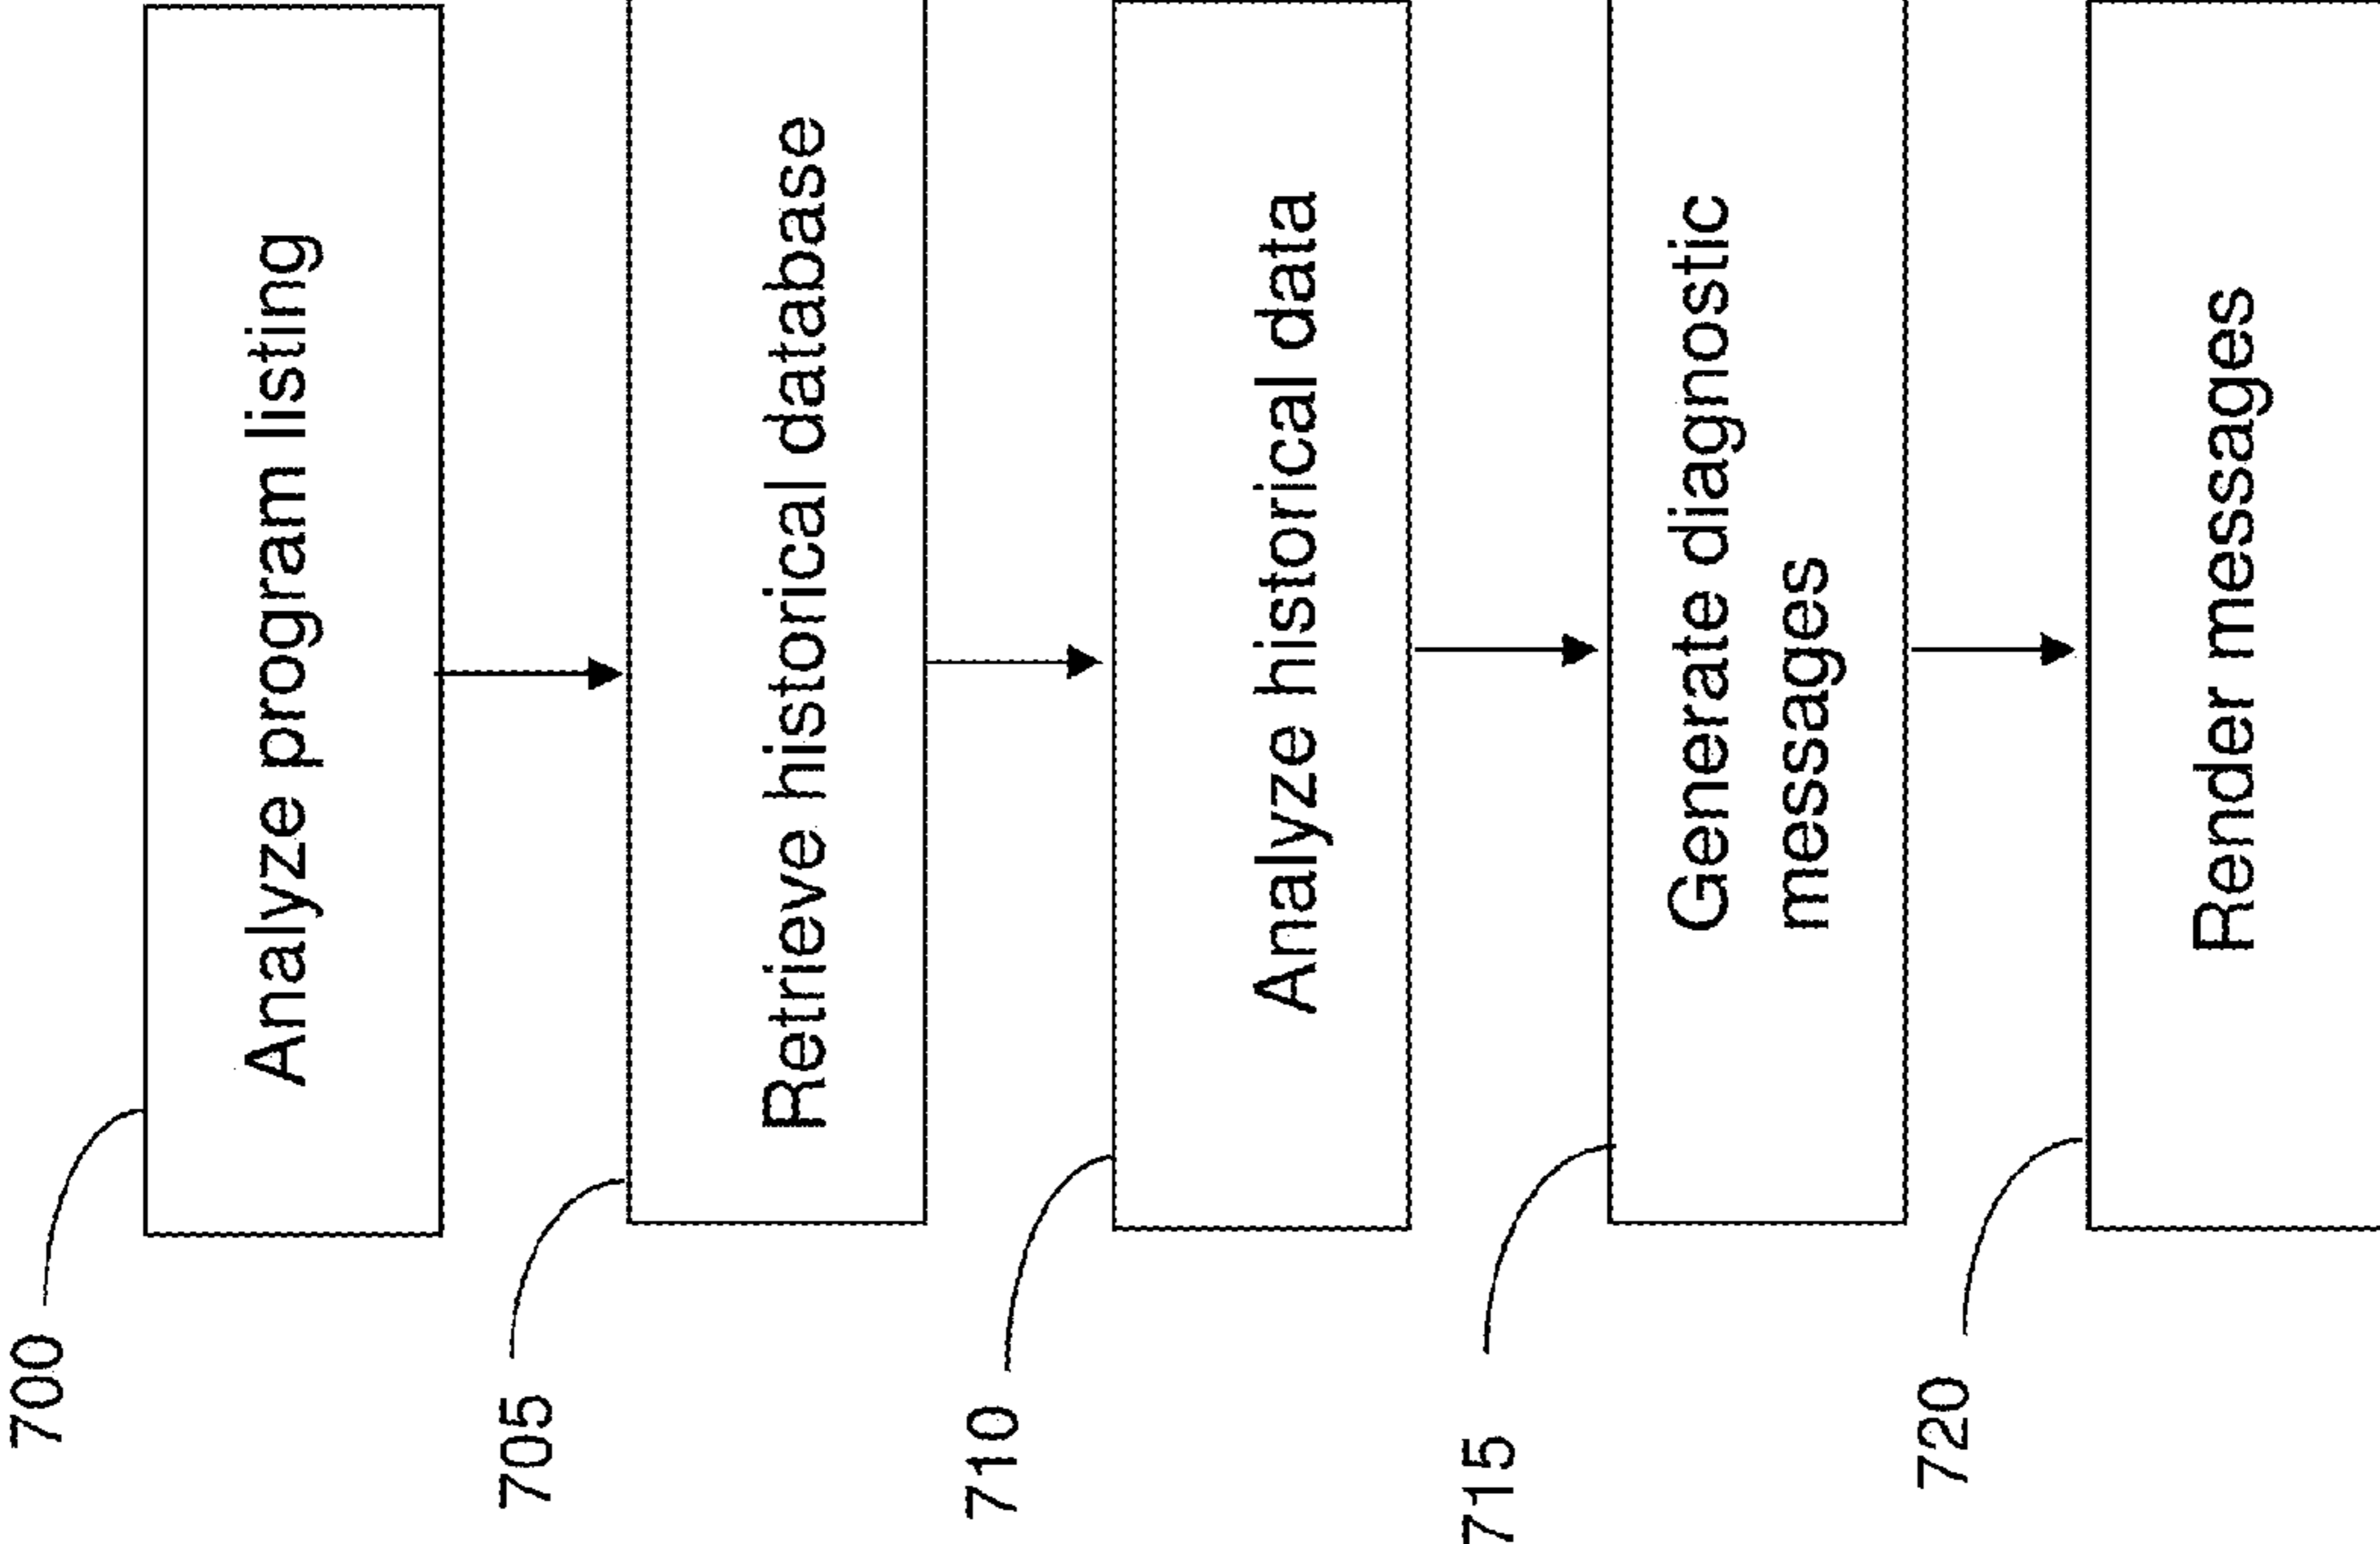 700
Analyze program listing
705
Retrieve historical database
710
Analyze historical data
715
Generate diagnostic
messages
720
Render messages